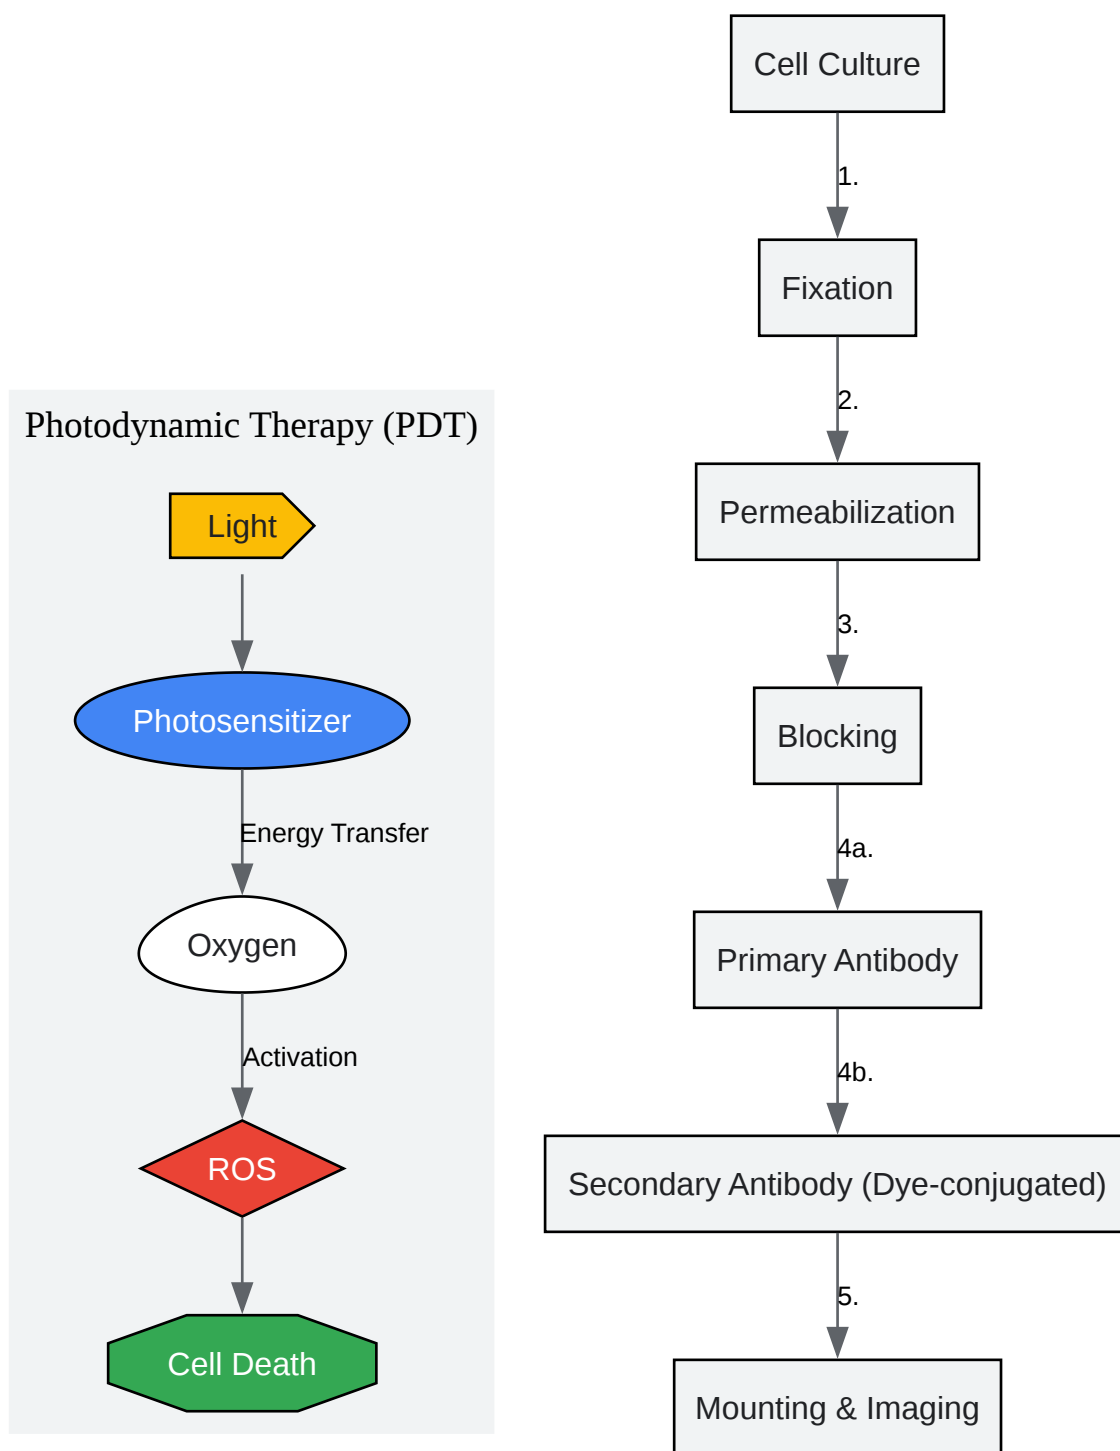 Photodynamic Therapy (PDT)
Light
Photosensitizer
Energy Transfer
Oxygen
Activation
ROS
Cell Death
Cell Culture
1.
Fixation
2.
Permeabilization
3.
Blocking
4a.
Primary Antibody
4b.
Secondary Antibody (Dye-conjugated)
5.
Mounting & Imaging